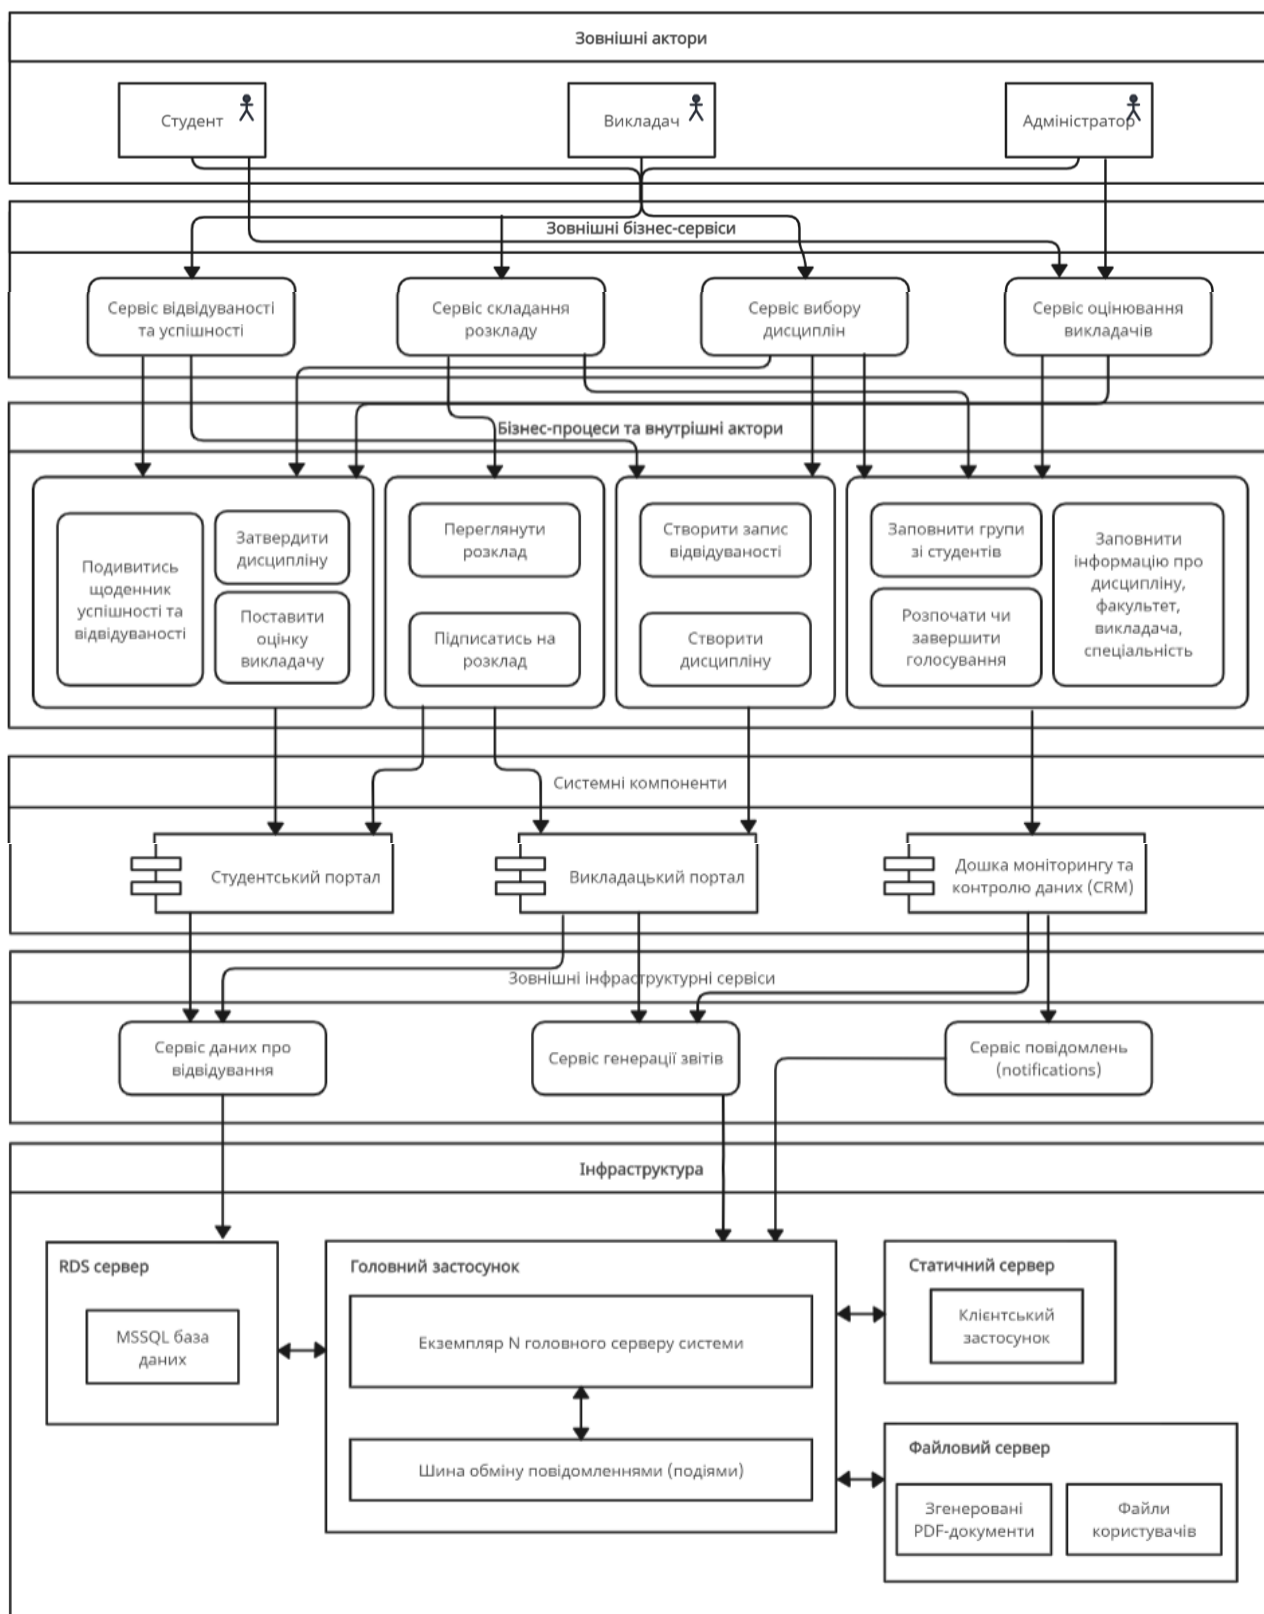 Зовнішні актори
Студент
Викладач
Адміністратор
Зовнішні бізнес-сервіси
Сервіс відвідуваності
та успішності
Сервіс складання
розкладу
Сервіс вибору
дисциплін
Сервіс оцінювання
викладачів
Бізнес-процеси та внутрішні актори
Подивитись
щоденник
успішності та
відвідуваності
Затвердити
дисципліну
Поставити
оцінку
викладачу
Переглянути
розклад
Підписатись на
розклад
Створити запис
відвідуваності
Створити
дисципліну
Заповнити групи
зі студентів
Розпочати чи
завершити
голосування
Заповнити
інформацію про
дисципліну,
факультет,
викладача,
спеціальність
Системні компоненти
Студентський портал
Викладацький портал
Дошка моніторингу та
контролю даних (CRM)
Зовнішні інфраструктурні сервіси
Сервіс даних про
відвідування
Сервіс генерації звітів
Сервіс повідомлень
(notifications)
Інфраструктура
RDS сервер
MSSQL база
даних
Головний застосунок
Екземпляр N головного серверу системи
Шина обміну повідомленнями (подіями)
Статичний сервер
Клієнтський
застосунок
Файловий сервер
Згенеровані
PDF-документи
Файли
користувачів